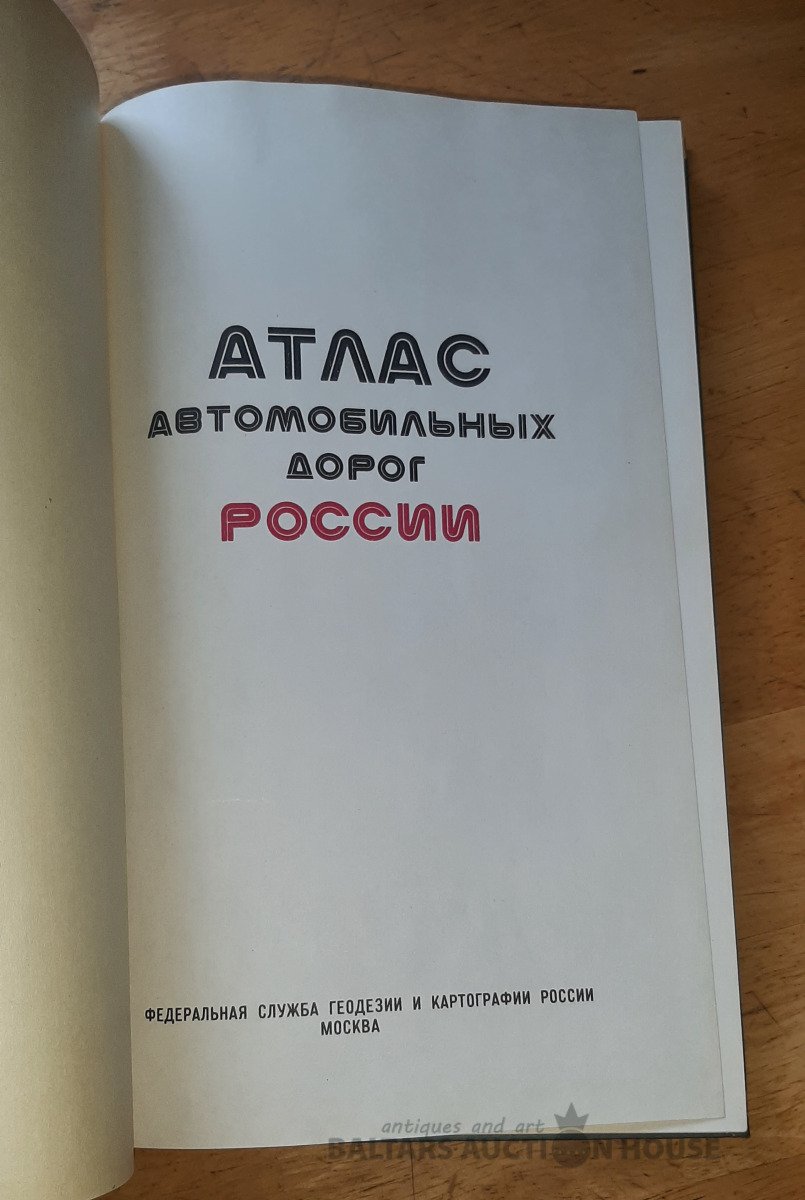 АТЛАС
АВТОМОБИЛЬНЫХ
ДОРОГ
РОССИИ
ФЕДЕРАЛЬНАЯ СЛУЖБА ГЕОДЕЗИИ И КАРТОГРАФИИ РОССИИ
МОСКВА
antiques and art
BALTARS AUCTION HOUSE